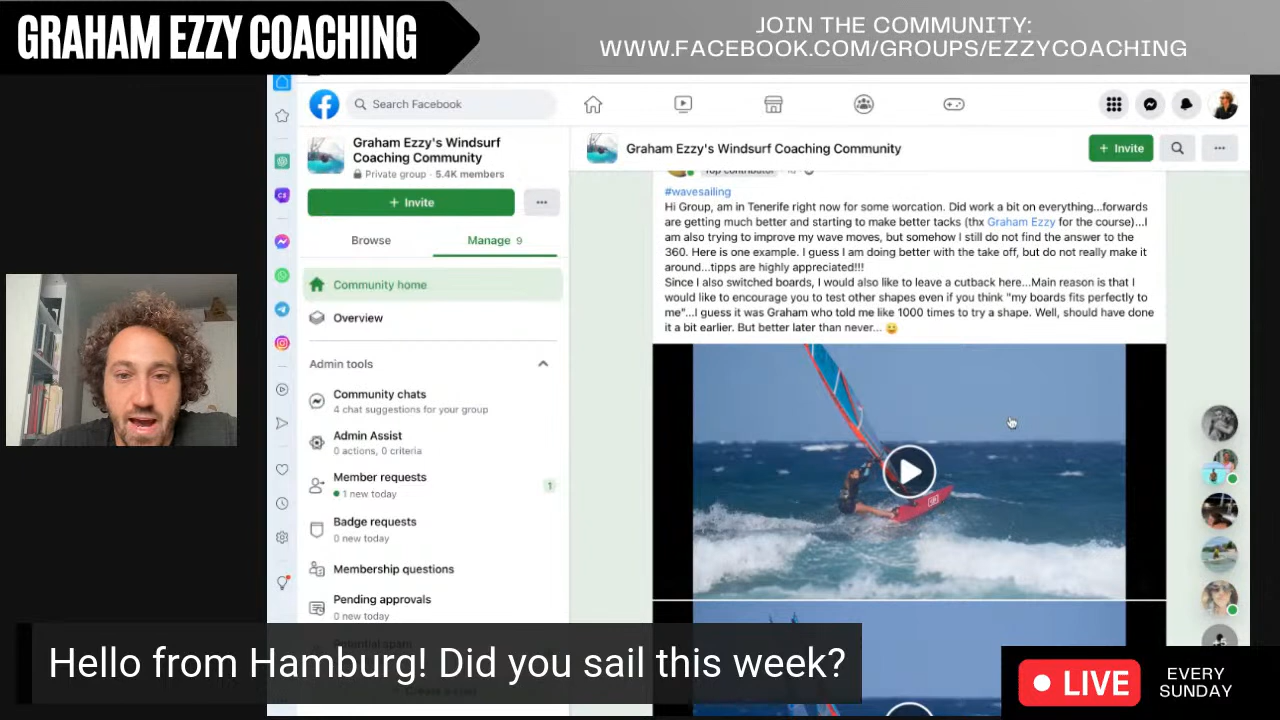 GRAHAM EZZY COACHING
JOIN THE COMMUNITY:
WWW.FACEBOOK.COM/GROUPS/EZZYCOACHING
Search Facebook
Graham Ezzy's Windsurf
Coaching Community
Private group · 5.4K members
+ Invite
...
Browse
Manage 9
Community home
Overview
Admin tools
Community chats
4 chat suggestions for your group
Admin Assist
0 actions, 0 criteria
Member requests
1 new today
1
Badge requests
0 new today
Membership questions
Pending approvals
0 new today
Potential spam
Graham Ezzy's Windsurf Coaching Community
+ Invite
...
Top contributor
#wavesailing
Hi Group, am in Tenerife right now for some worcation. Did work a bit on everything...forwards
are getting much better and starting to make better tacks (thx Graham Ezzy for the course)...I
am also trying to improve my wave moves, but somehow I still do not find the answer to the
360. Here is one example. I guess I am doing better with the take off, but do not really make it
around...tipps are highly appreciated!!!
Since I also switched boards, I would also like to leave a cutback here...Main reason is that I
would like to encourage you to test other shapes even if you think "my boards fits perfectly to
me"...I guess it was Graham who told me like 1000 times to try a shape. Well, should have done
it a bit earlier. But better later than never...
Hello from Hamburg! Did you sail this week?
LIVE
EVERY
SUNDAY